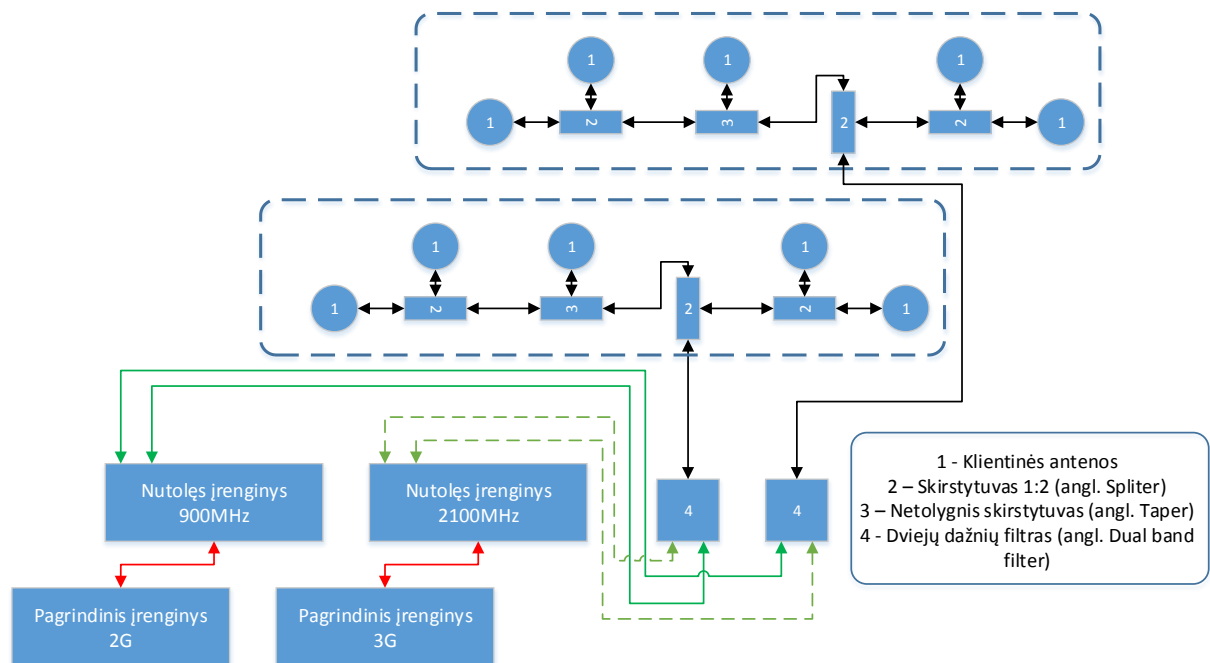 1
1
1
1
1
2
3
2
2
1
1
1
1
1
2
3
2
2
Nutolęs įrenginys
900MHz
Nutolęs įrenginys
2100MHz
4
4
Pagrindinis įrenginys
2G
Pagrindinis įrenginys
3G
1 - Klientinės antenos
2 – Skirstytuvas 1:2 (angl. Spliter)
3 – Netolygnis skirstytuvas (angl. Taper)
4 - Dviejų dažnių filtras (angl. Dual band
filter)